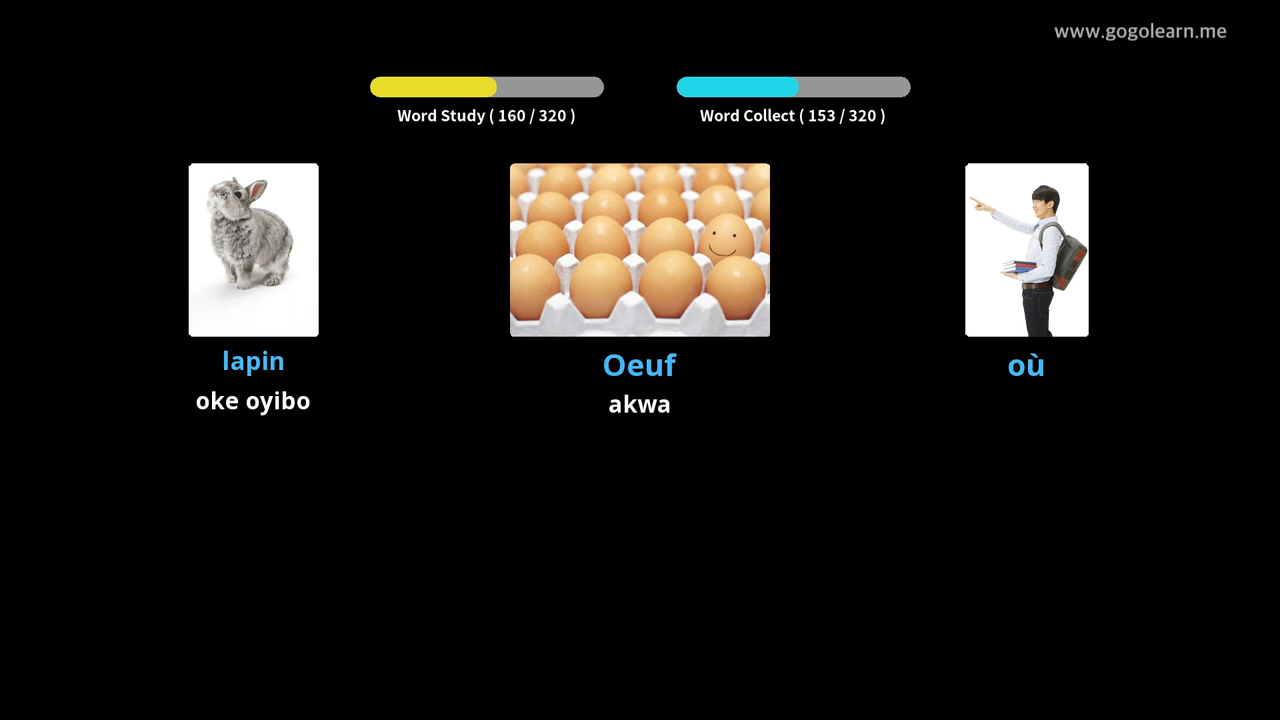 www.gogolearn.me
Word Study ( 160 / 320 )
Word Collect ( 153 / 320 )
lapin
oke oyibo
Oeuf
akwa
où